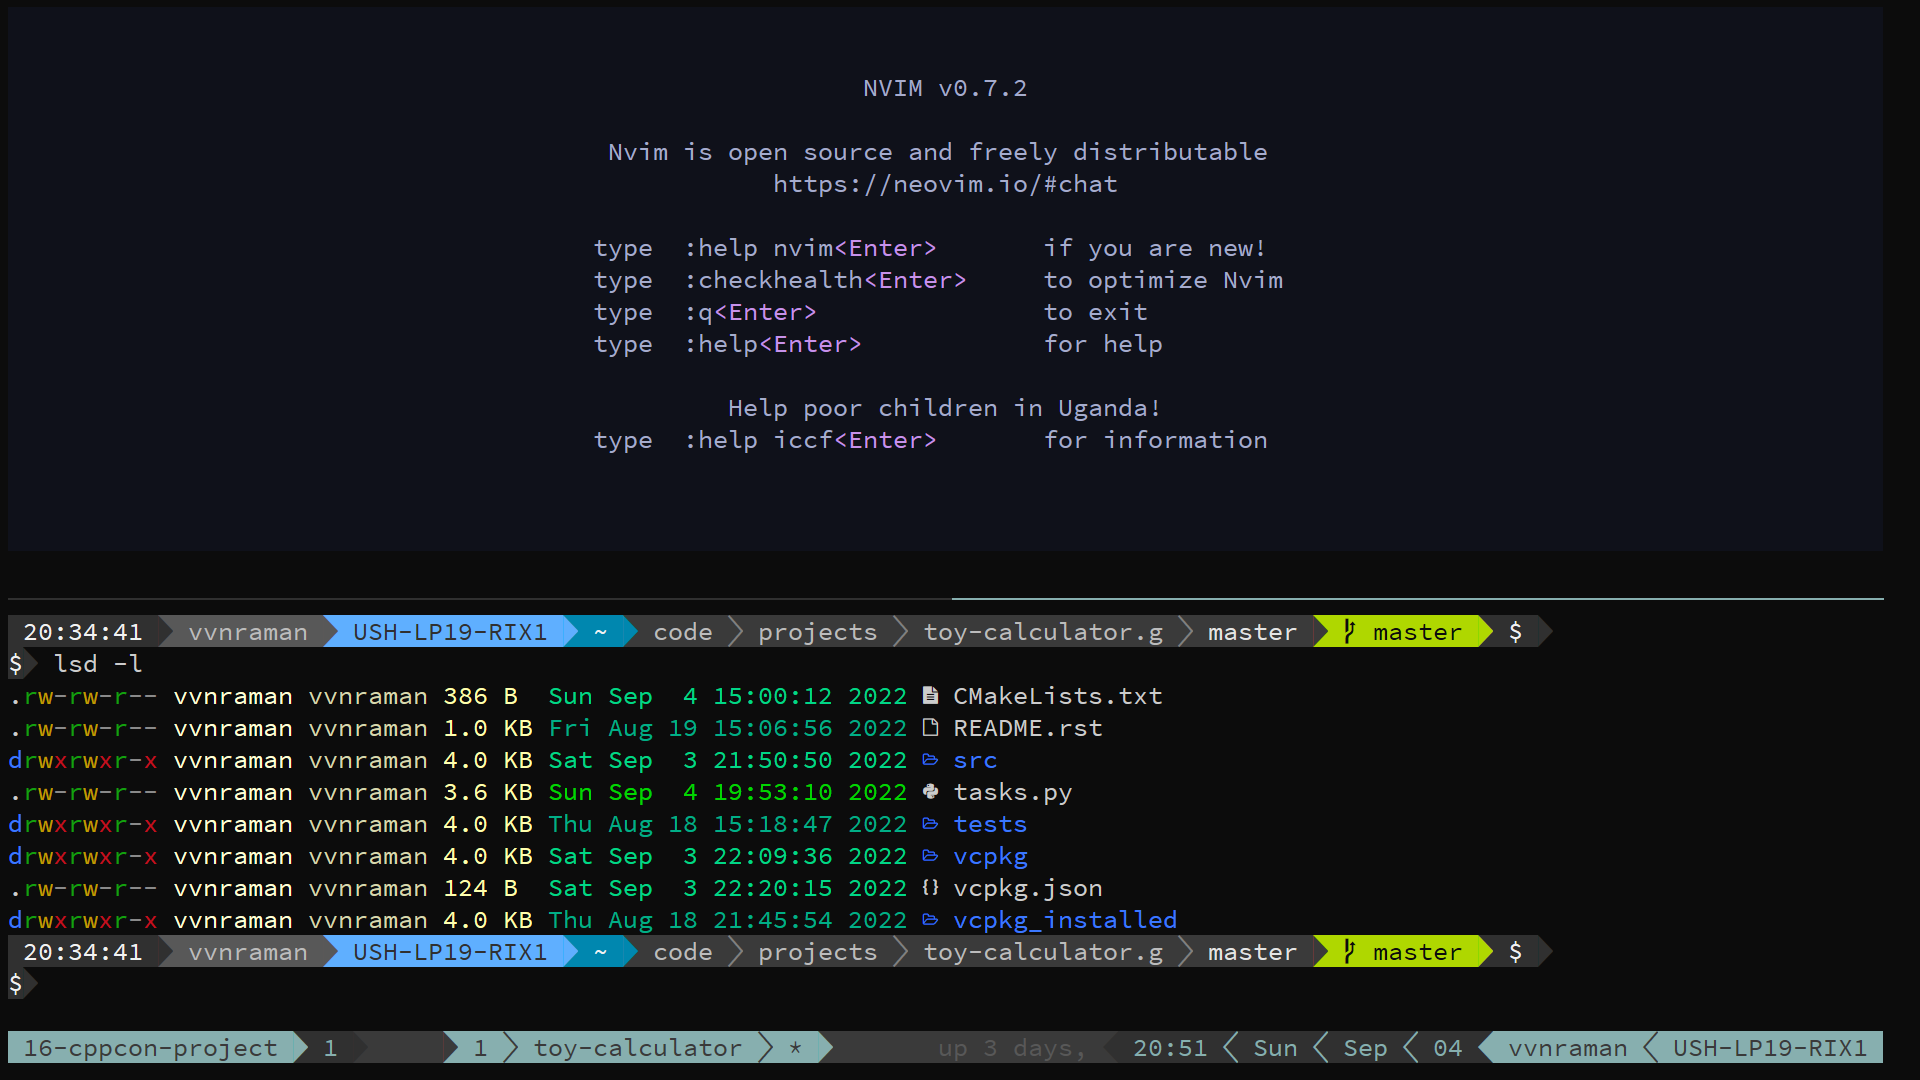 NVIM v0.7.2
Nvim is open source and freely distributable
https://neovim.io/#chat
type :help nvim<Enter> if you are new!
type :checkhealth<Enter> to optimize Nvim
type :q<Enter> to exit
type :help<Enter> for help
Help poor children in Uganda!
type :help iccf<Enter> for information
20:34:41 vvnraman USH-LP19-RIX1 ~ code projects toy-calculator.g master master $
$ lsd -l
.rw-rw-r-- vvnraman vvnraman 386 B Sun Sep 4 15:00:12 2022 CMakeLists.txt
.rw-rw-r-- vvnraman vvnraman 1.0 KB Fri Aug 19 15:06:56 2022 README.rst
drwxrwxr-x vvnraman vvnraman 4.0 KB Sat Sep 3 21:50:50 2022 src
.rw-rw-r-- vvnraman vvnraman 3.6 KB Sun Sep 4 19:53:10 2022 tasks.py
drwxrwxr-x vvnraman vvnraman 4.0 KB Thu Aug 18 15:18:47 2022 tests
drwxrwxr-x vvnraman vvnraman 4.0 KB Sat Sep 3 22:09:36 2022 vcpkg
.rw-rw-r-- vvnraman vvnraman 124 B Sat Sep 3 22:20:15 2022 {} vcpkg.json
drwxrwxr-x vvnraman vvnraman 4.0 KB Thu Aug 18 21:45:54 2022 vcpkg_installed
20:34:41 vvnraman USH-LP19-RIX1 ~ code projects toy-calculator.g master master $
$
16-cppcon-project 1 1 toy-calculator * up 3 days, 20:51 Sun Sep 04 vvnraman USH-LP19-RIX1